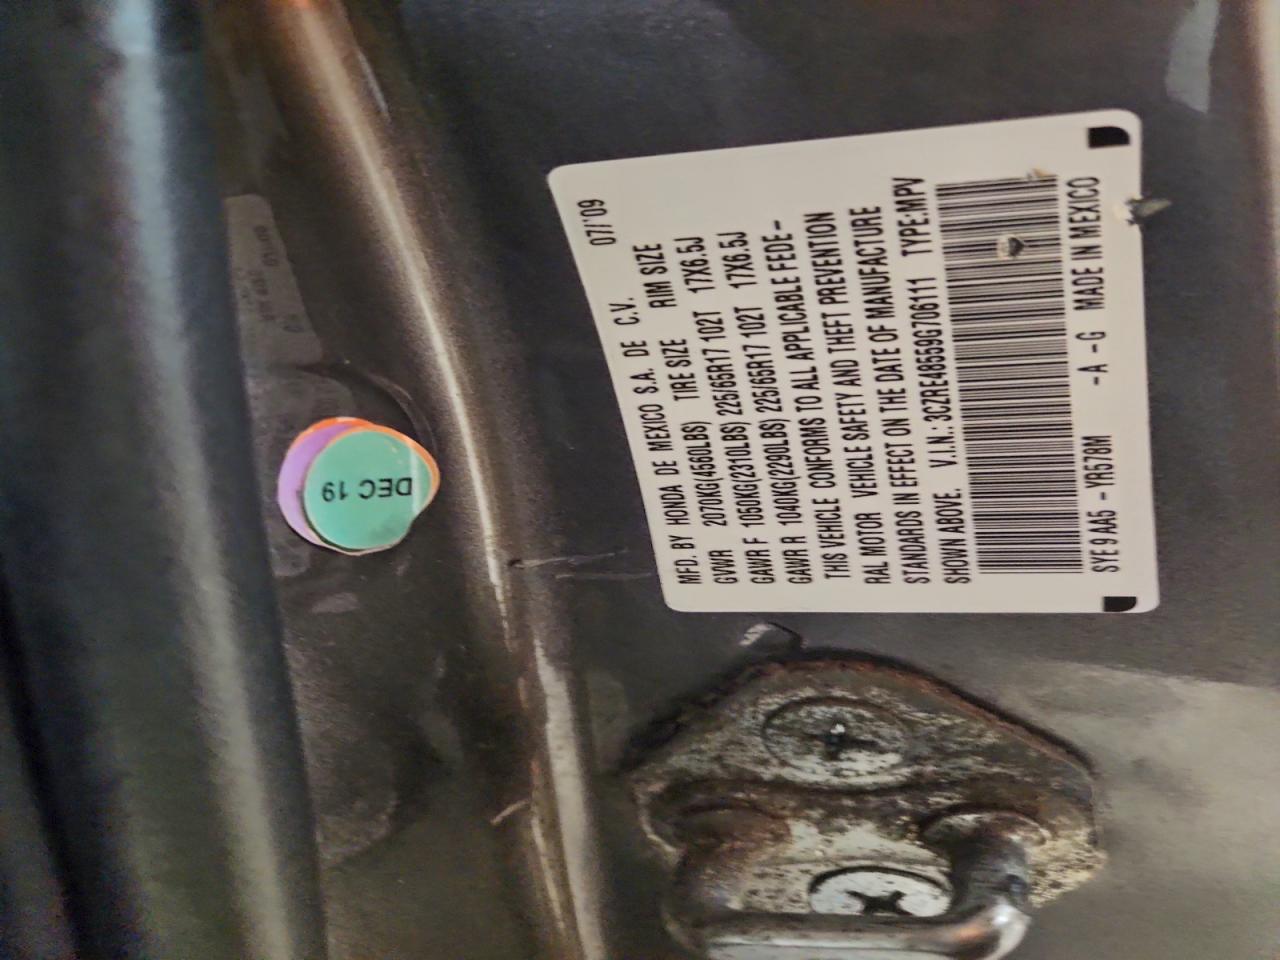 07/'09
MFD. BY HONDA DE MEXICO S.A. DE C.V.
GVWR 2070KG(4560LBS) TIRE SIZE RIM SIZE
GAWR F 1050KG(2310LBS) 225/65R17 102T 17X6.5J
GAWR R 1040KG(2290LBS) 225/65R17 102T 17X6.5J
THIS VEHICLE CONFORMS TO ALL APPLICABLE FEDE-
RAL MOTOR VEHICLE SAFETY AND THEFT PREVENTION
STANDARDS IN EFFECT ON THE DATE OF MANUFACTURE
SHOWN ABOVE. V.I.N.: 3CZRE48559G706111 TYPE:MPV
SYE 9 AA5 - YR578M -A -G MADE IN MEXICO
DEC 19